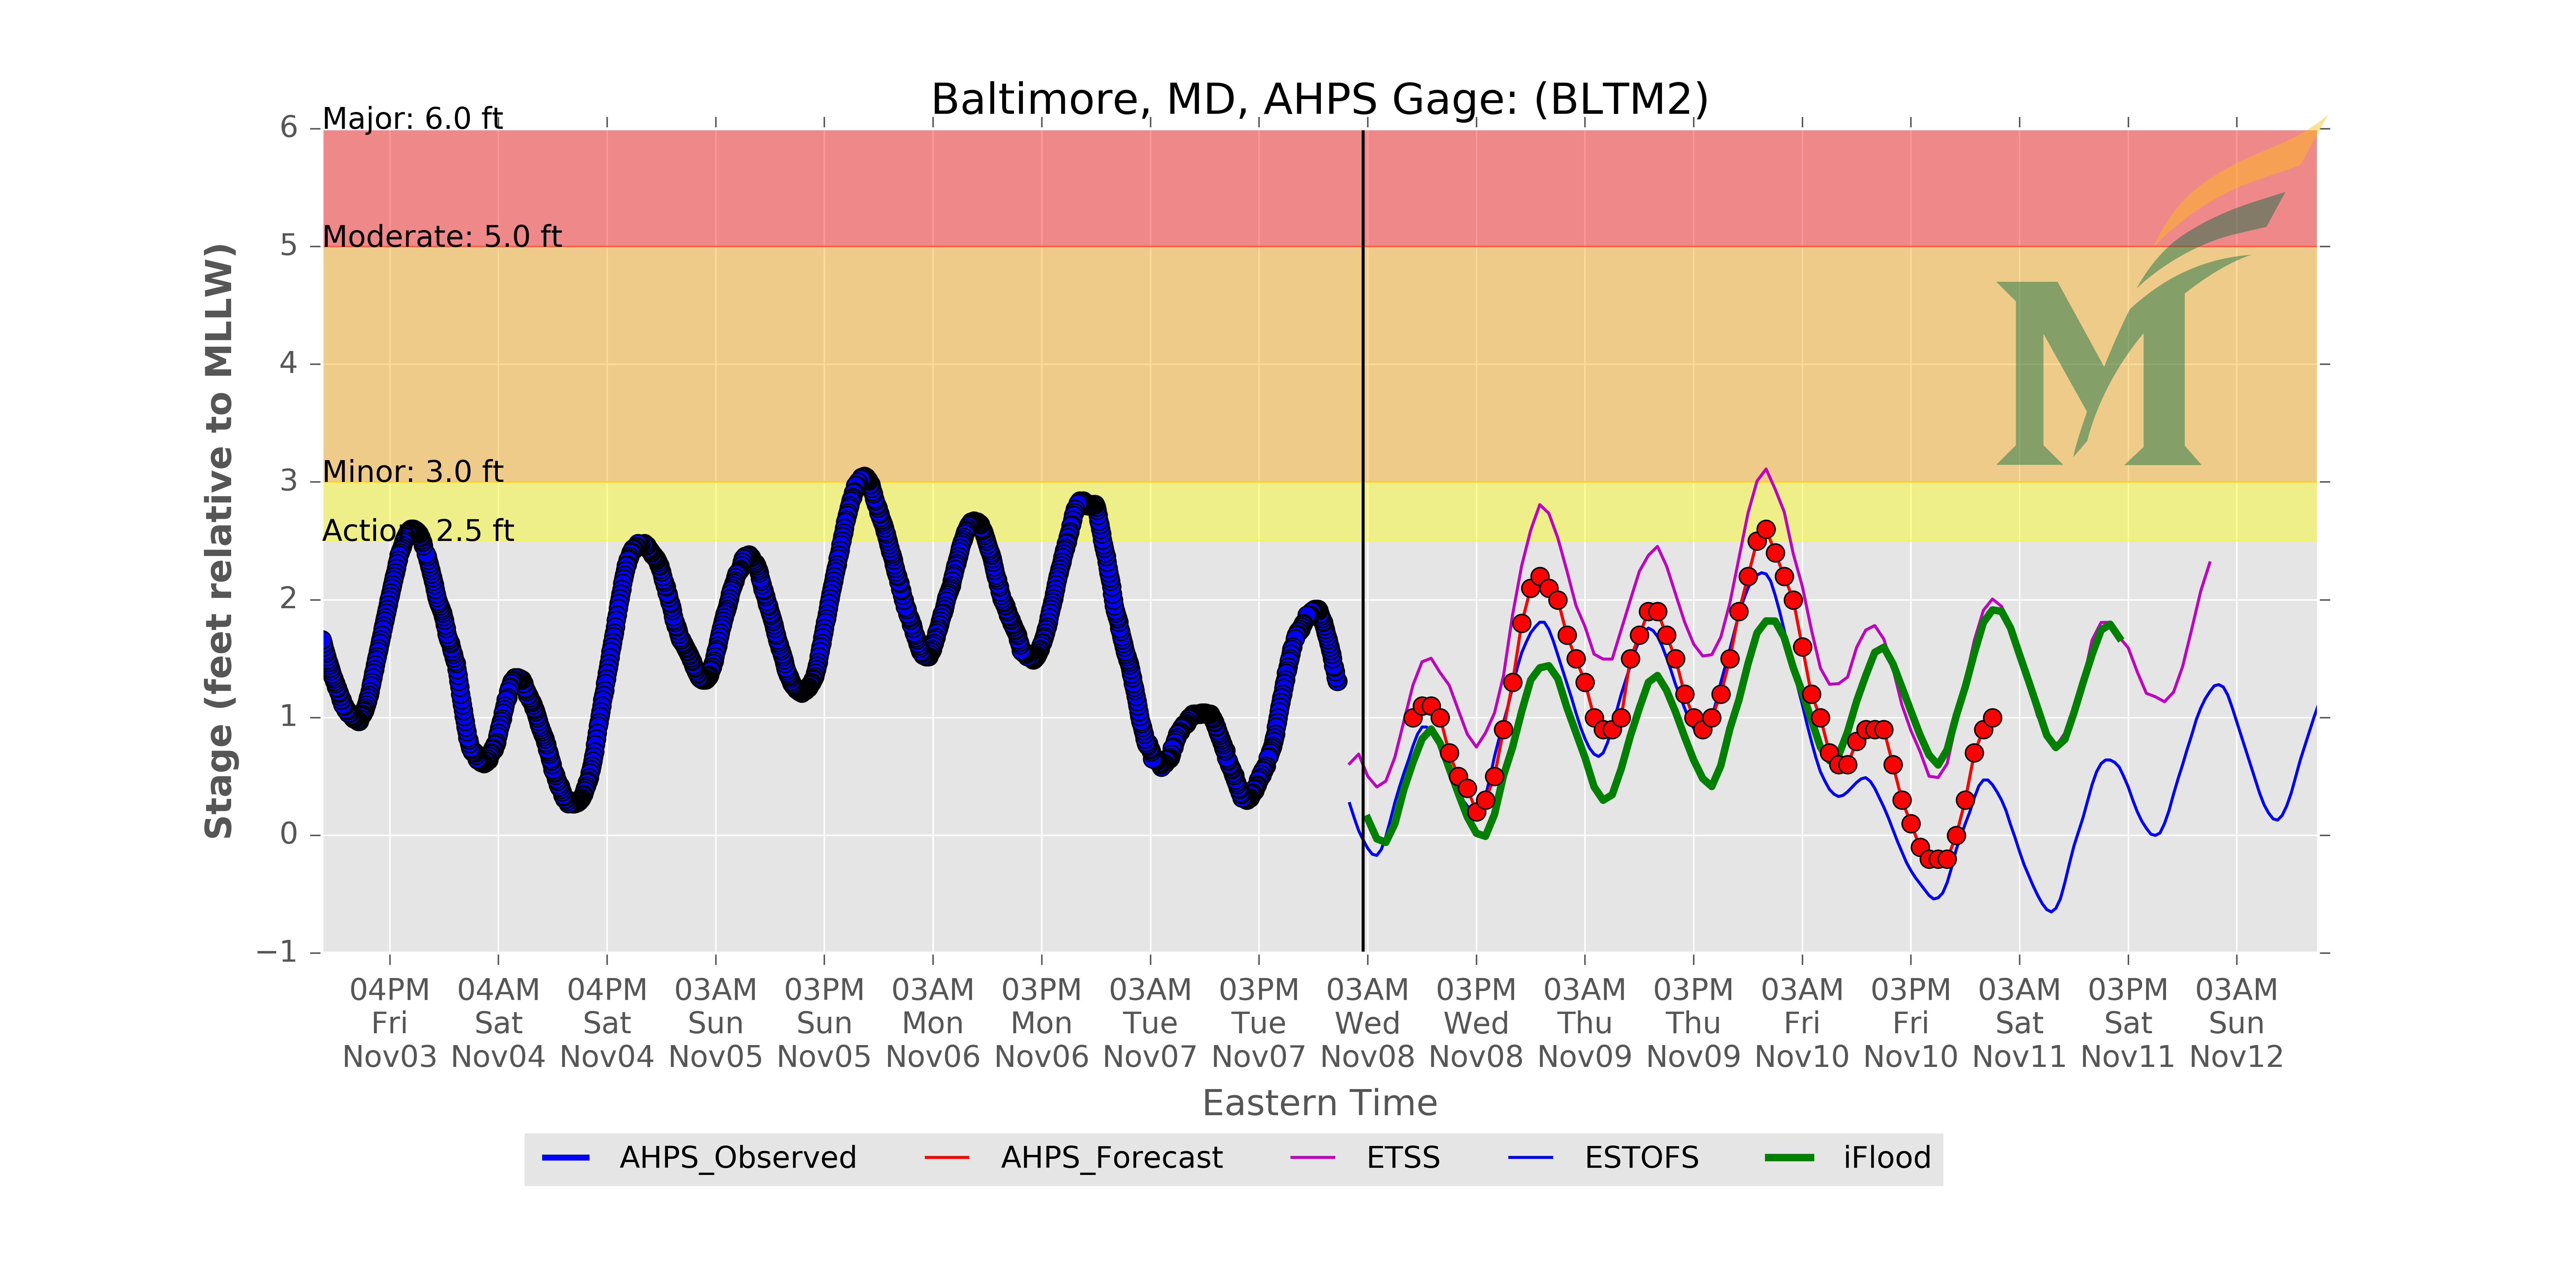 Baltimore, MD, AHPS Gage: (BLTM2)
Major: 6.0 ft
Moderate: 5.0 ft
Minor: 3.0 ft
Action: 2.5 ft
6
5
4
3
2
1
0
−1
Stage (feet relative to MLLW)
04PM 04AM 04PM 03AM 03PM 03AM 03PM 03AM 03PM 03AM 03PM 03AM 03PM 03AM 03PM 03AM 03PM 03AM
Fri Sat Sat Sun Sun Mon Mon Tue Tue Wed Wed Thu Thu Fri Fri Sat Sat Sun
Nov03 Nov04 Nov04 Nov05 Nov05 Nov06 Nov06 Nov07 Nov07 Nov08 Nov08 Nov09 Nov09 Nov10 Nov10 Nov11 Nov11 Nov12
Eastern Time
AHPS_Observed AHPS_Forecast ETSS ESTOFS iFlood
M